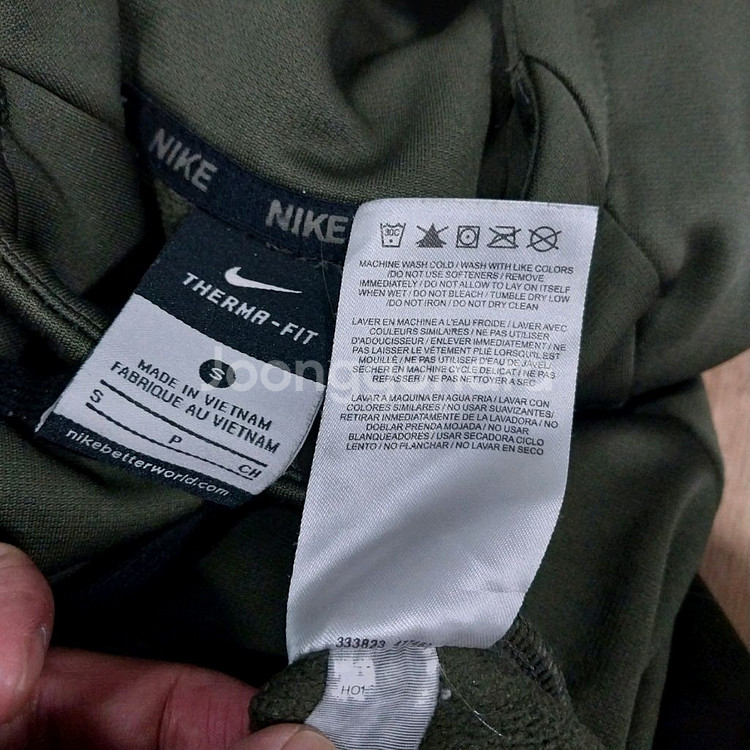 NIKE
NIKE
THERMA-FIT
S
MADE IN VIETNAM
FABRIQUE AU VIETNAM
S
P
CH
nikebetterworld.com
30C
MACHINE WASH COLD / WASH WITH LIKE COLORS
/DO NOT USE SOFTENERS / REMOVE
IMMEDIATELY / DO NOT ALLOW TO LAY ON ITSELF
WHEN WET / DO NOT BLEACH / TUMBLE DRY LOW
/DO NOT IRON / DO NOT DRY CLEAN
LAVER EN MACHINE A L'EAU FROIDE / LAVER AVEC
COULEURS SIMILAIRES / NE PAS UTILISER
D'ADOUCISSEUR / ENLEVER IMMEDIATEMENT / NE
PAS LAISSER LE VÊTEMENT PLIÉ LORSQU'IL EST
MOUILLÉ / NE PAS UTILISER D'EAU DE JAVEL/
SECHER EN MACHINE CYCLE DELICAT / NE PAS
REPASSER / NE PAS NETTOYER A SEC
LAVAR A MAQUINA EN AGUA FRIA / LAVAR CON
COLORES SIMILARES / NO USAR SUAVIZANTES/
RETIRAR INMEDIATAMENTE DE LA LAVADORA / NO
DOBLAR PRENDA MOJADA / NO USAR
BLANQUEADORES / USAR SECADORA CICLO
LENTO / NO PLANCHAR / NO LAVAR EN SECO
333823
HO1